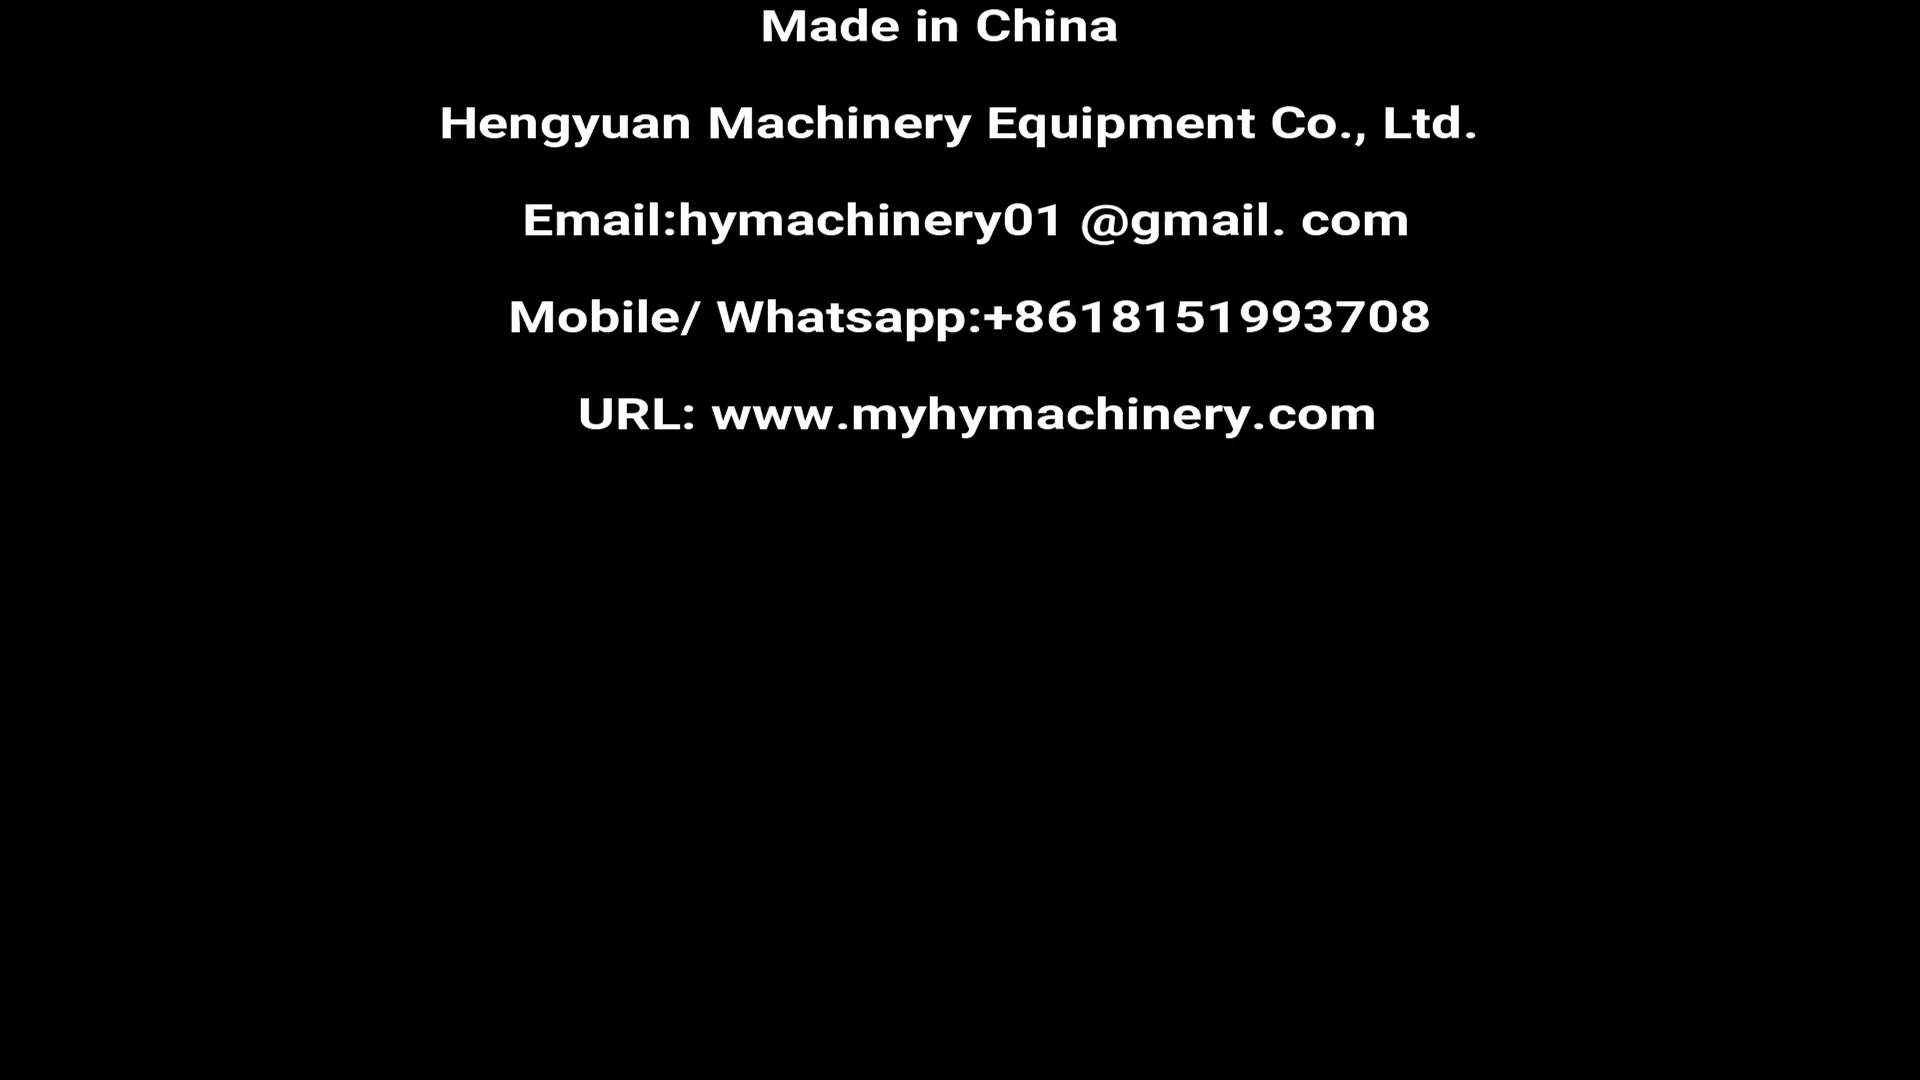 Made in China
Hengyuan Machinery Equipment Co., Ltd.
Email:hymachinery01 @gmail. com
Mobile/ Whatsapp:+8618151993708
URL: www.myhymachinery.com